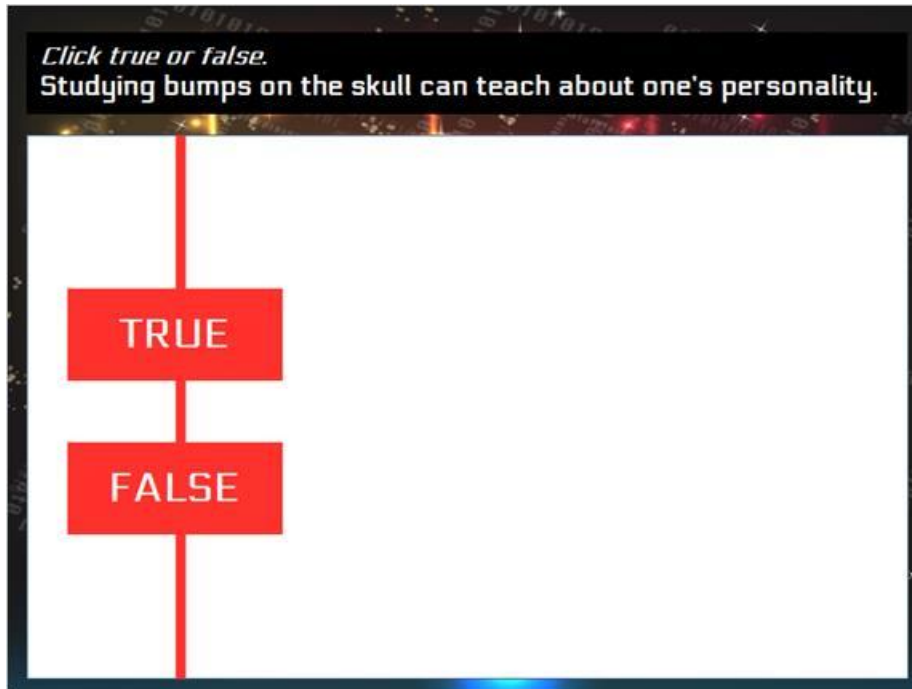 Click true or false.
Studying bumps on the skull can teach about one's personality.
TRUE
FALSE